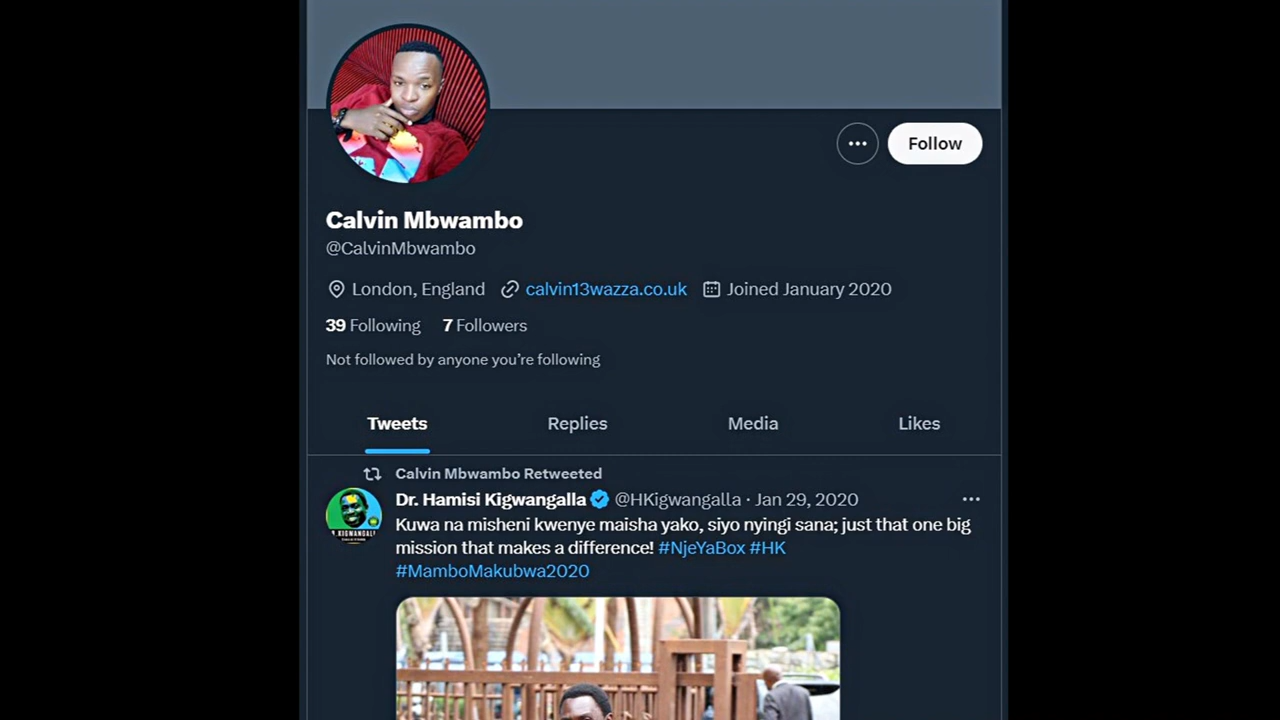 Follow
Calvin Mbwambo
@CalvinMbwambo
London, England calvin13wazza.co.uk Joined January 2020
39 Following 7 Followers
Not followed by anyone you're following
Tweets Replies Media Likes
Calvin Mbwambo Retweeted
Dr. Hamisi Kigwangalla @HKigwangalla · Jan 29, 2020
Kuwa na misheni kwenye maisha yako, siyo nyingi sana; just that one big
mission that makes a difference! #NjeYaBox #HK
#MamboMakubwa2020